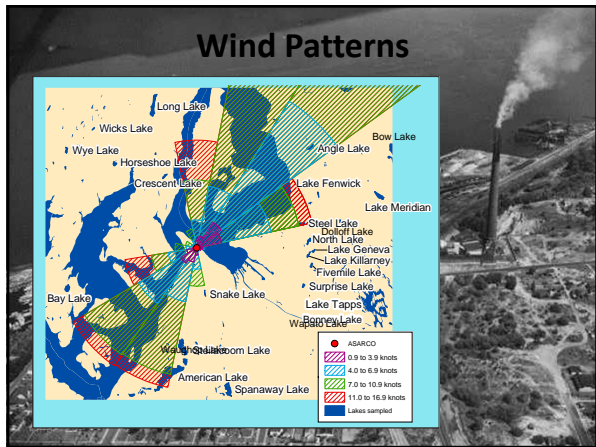 Wind Patterns
Long Lake
Wicks Lake
Bow Lake
Wye Lake
Angle Lake
Horseshoe Lake
Crescent Lake
Lake Fenwick
Lake Meridian
Steel Lake
Dolloff Lake
North Lake
Lake Geneva
Lake Killarney
Fivemile Lake
Surprise Lake
Snake Lake
Bay Lake
Lake Tapps
Bonney Lake
Wapato Lake
Steilacoom Lake
American Lake
Spanaway Lake
ASARCO
0.9 to 3.9 knots
4.0 to 6.9 knots
7.0 to 10.9 knots
11.0 to 16.9 knots
Lakes sampled